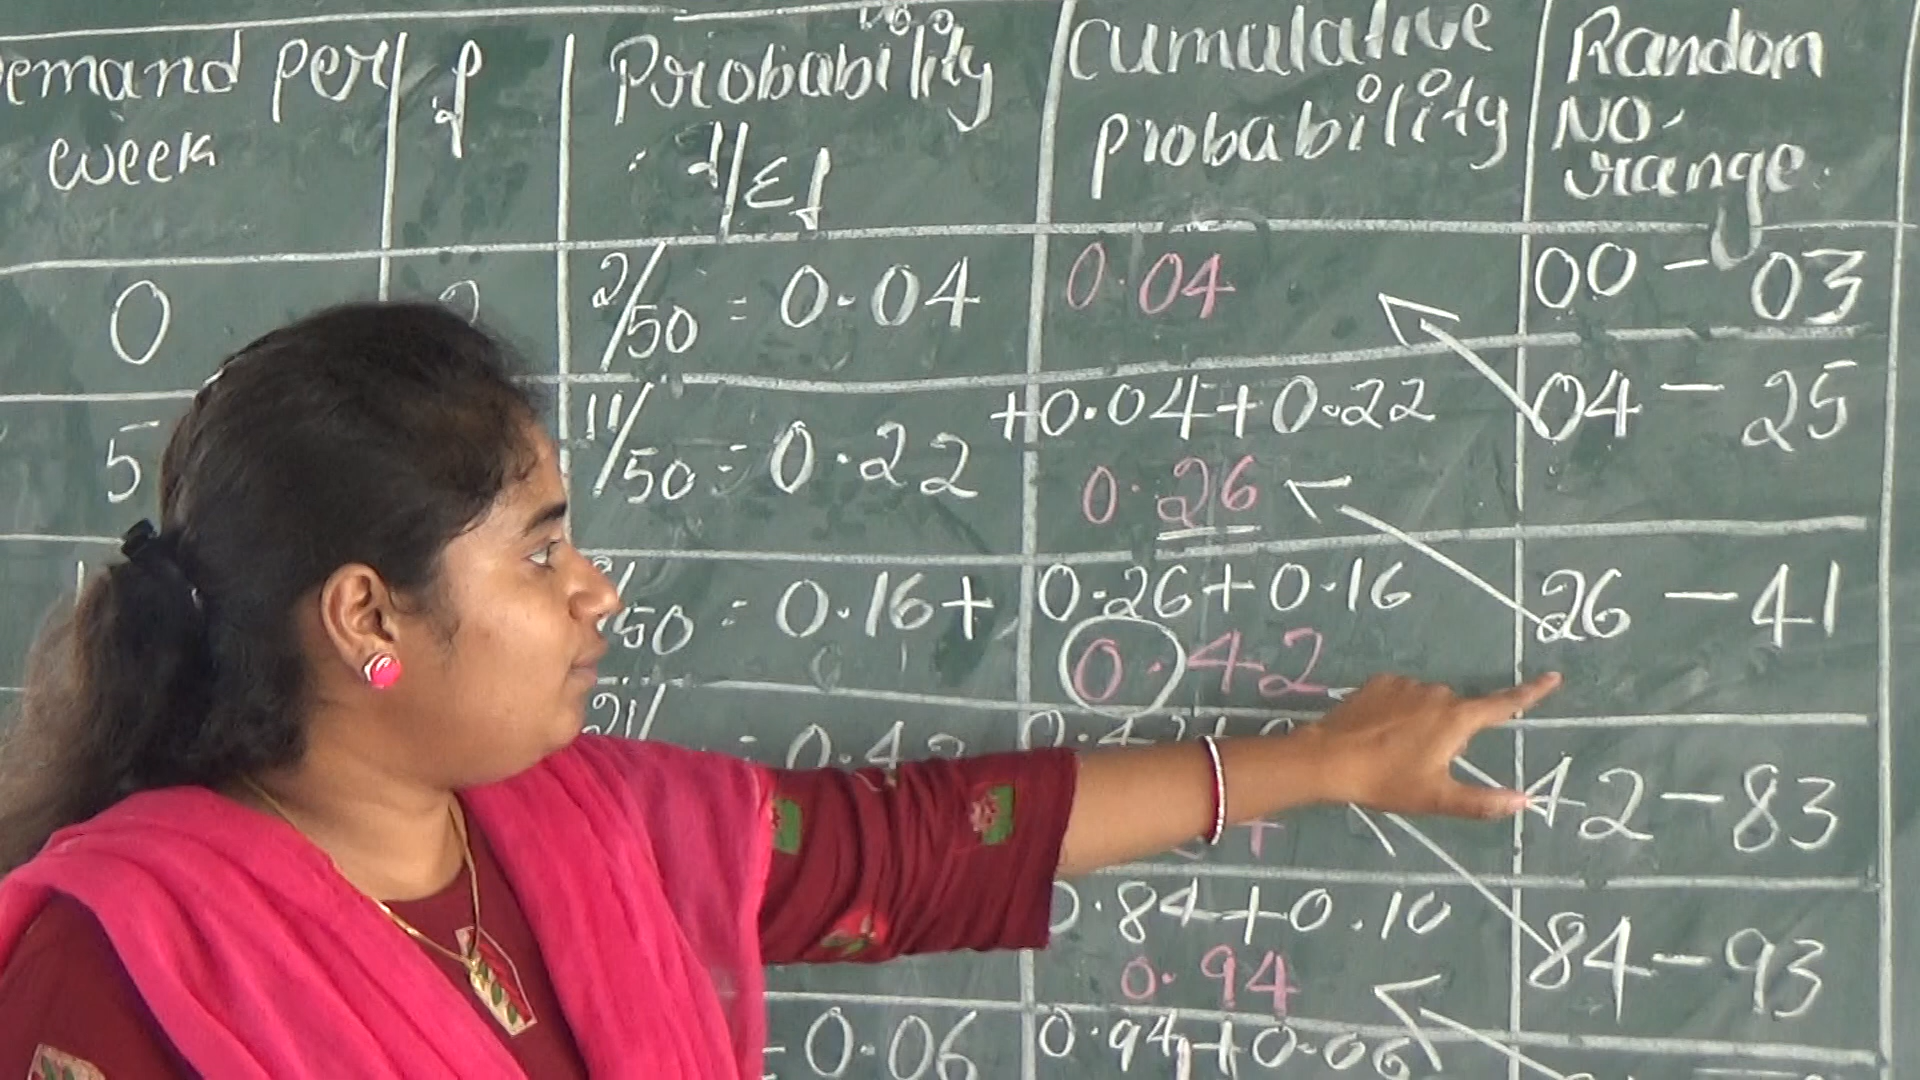 emand per week
f
Probability
f/Σf
cumulative probability
Random NO. range.
0
2/50 = 0.04
0.04
00 - 03
5
11/50 = 0.22
+0.04+0.22
0.26
04 - 25
/50 = 0.16+
0.26+0.16
0.42
26 - 41
21/
= 0.42
0.42+0
42-83
0.84+0.10
0.94
84-93
=0.06
0.94+0.06